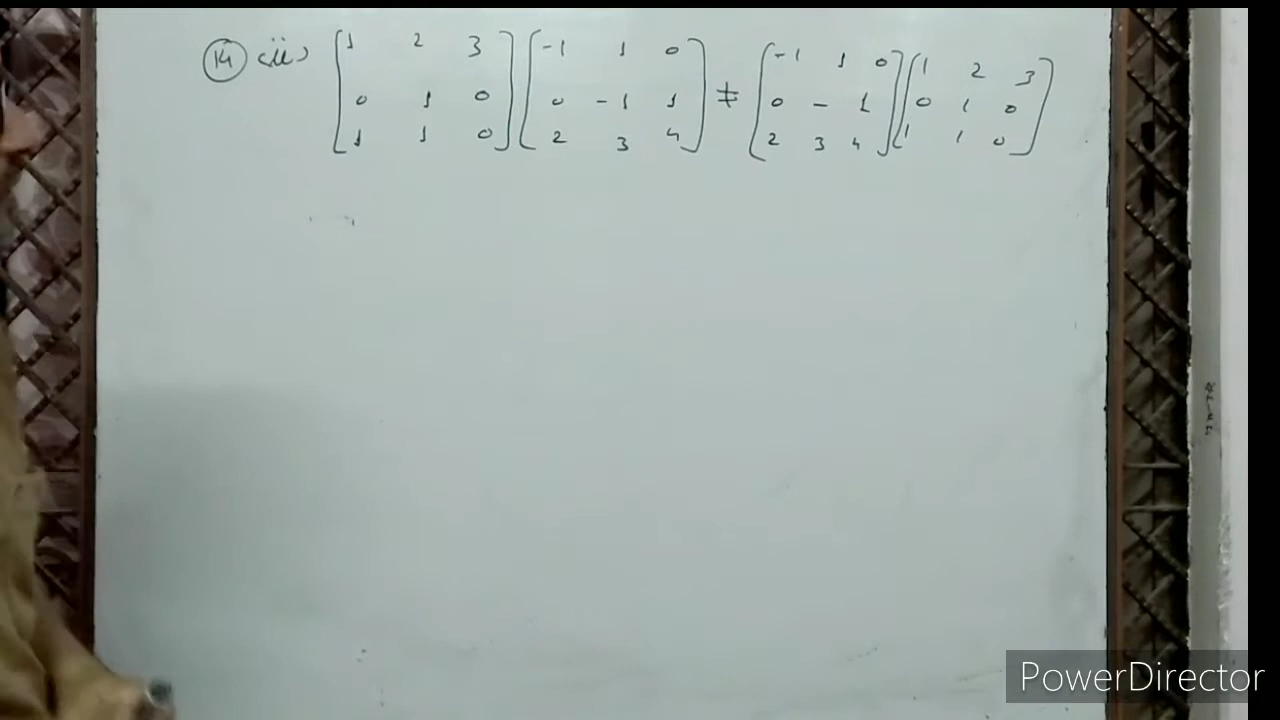 14 (ii) [1 2 3] [-1 1 0] ≠ [-1 1 0] [1 2 3]
[0 1 0] [0 -1 1] [0 - 1] [0 1 0]
[1 1 0] [2 3 4] [2 3 4] [1 1 0]
PowerDirector